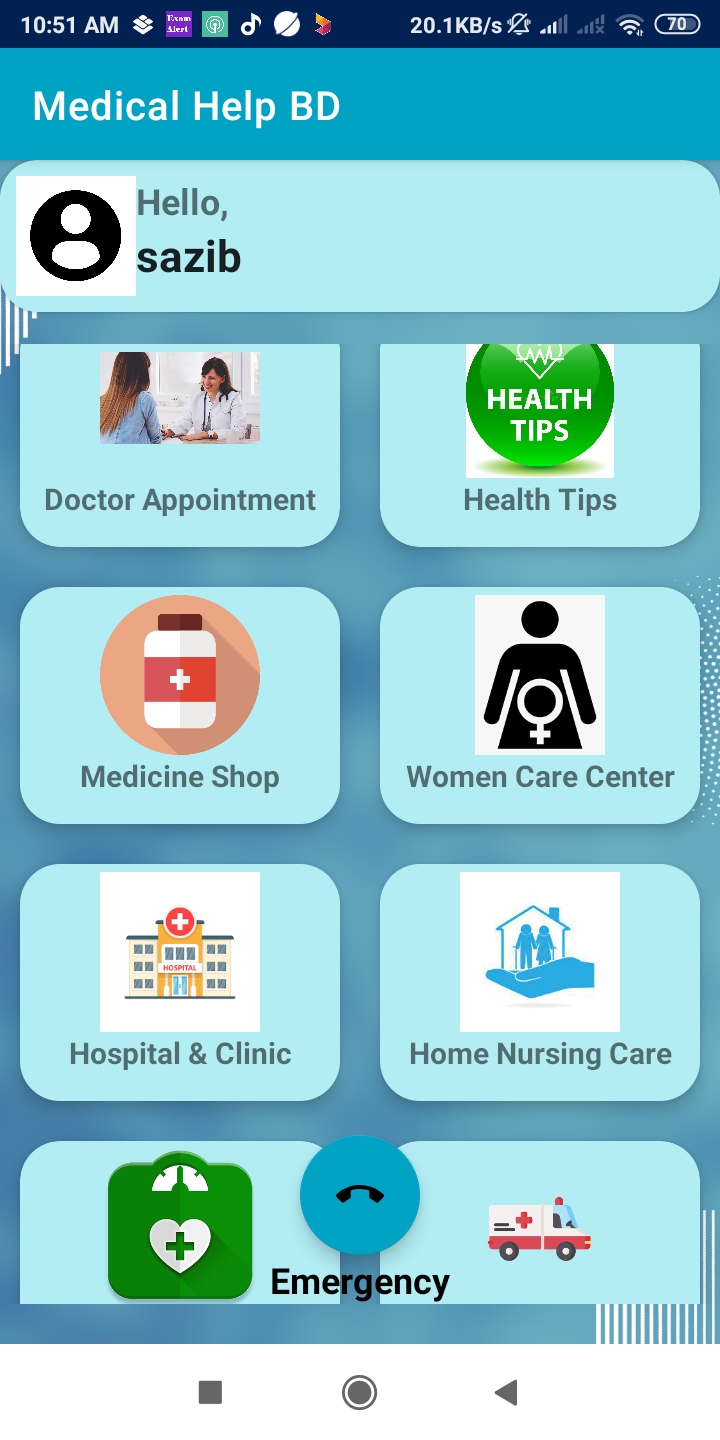 10:51 AM
Exam
Alert
20.1KB/s
70
Medical Help BD
Hello,
sazib
HEALTH
TIPS
Doctor Appointment
Health Tips
Medicine Shop
Women Care Center
HOSPITAL
Hospital & Clinic
Home Nursing Care
Emergency